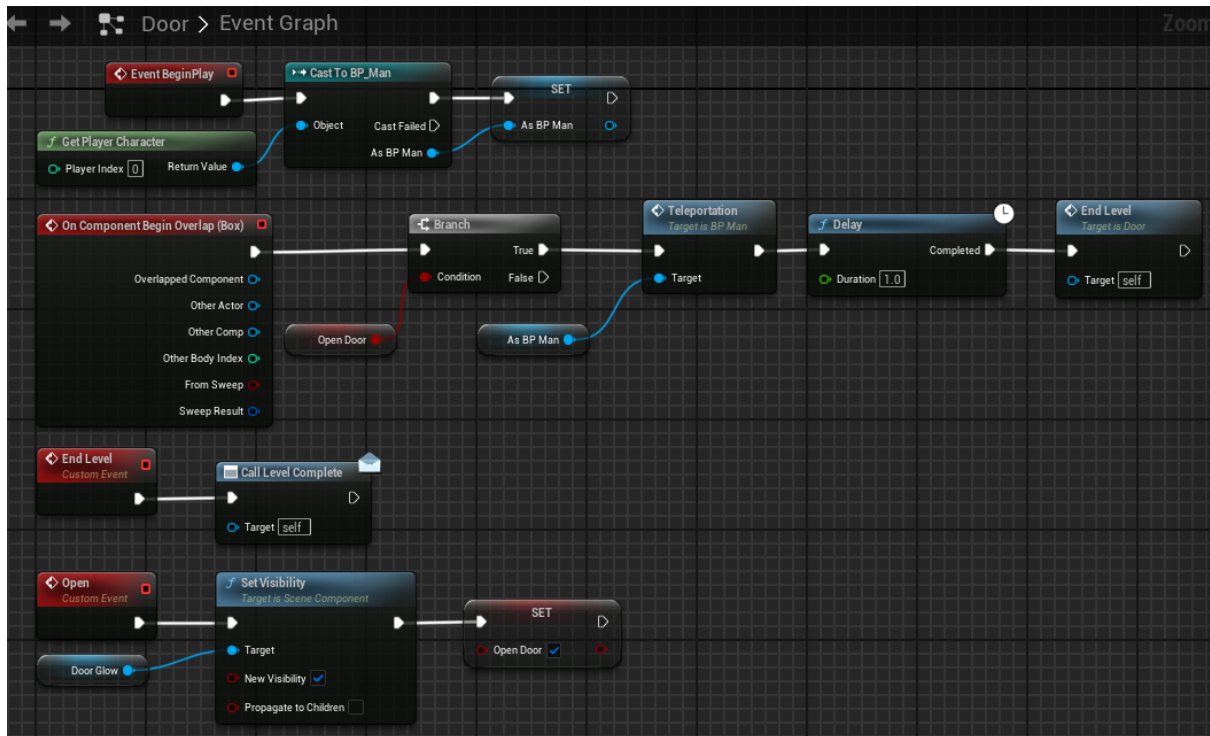 Door > Event Graph
Zoom
Event BeginPlay
Cast To BP_Man
SET
Object
Cast Failed
As BP Man
As BP Man
Get Player Character
Player Index 0
Return Value
On Component Begin Overlap (Box)
Overlapped Component
Other Actor
Other Comp
Other Body Index
From Sweep
Sweep Result
Branch
True
Condition
False
Open Door
Teleportation
Target is BP Man
Target
As BP Man
Delay
Completed
Duration 1.0
End Level
Target is Door
Target self
End Level
Custom Event
Call Level Complete
Target self
Open
Custom Event
Door Glow
Set Visibility
Target is Scene Component
Target
New Visibility
Propagate to Children
SET
Open Door